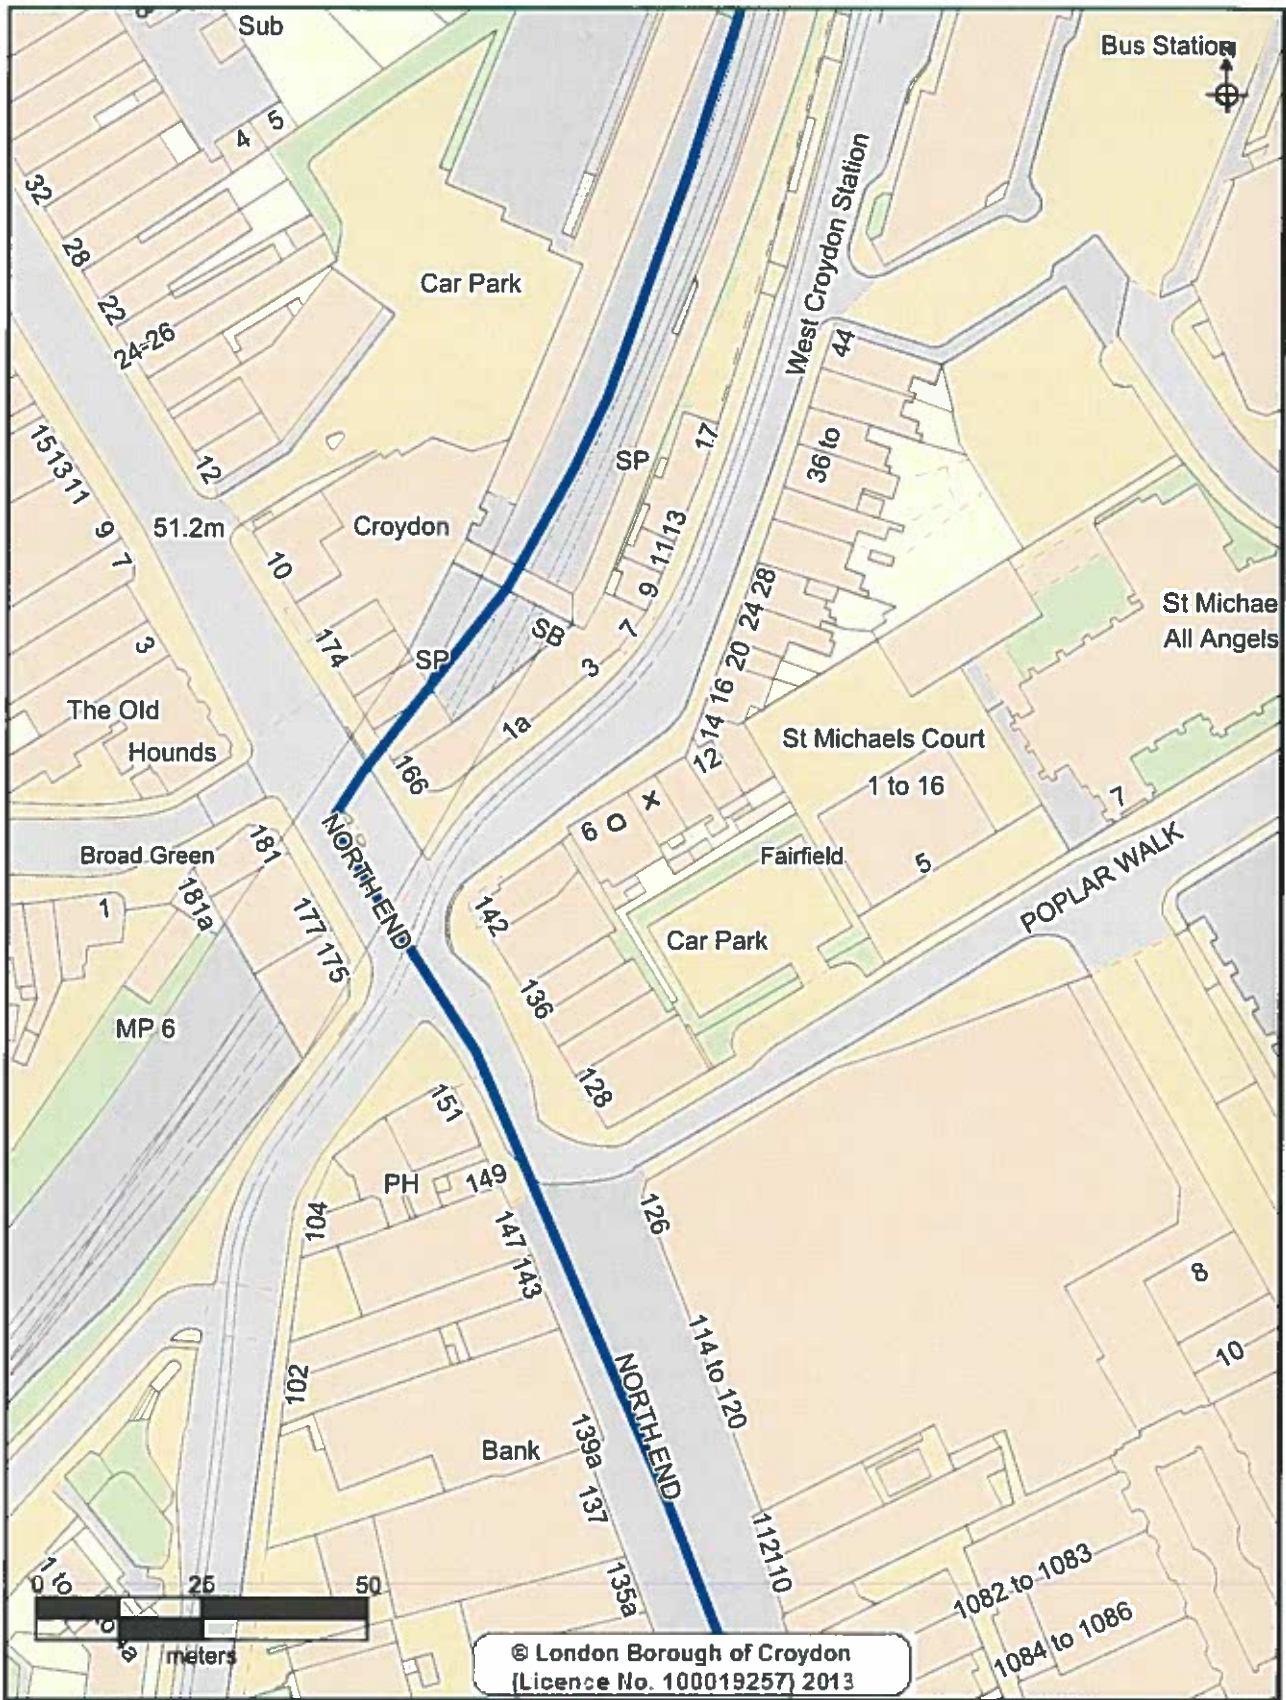 Sub
Bus Station
4
5
32
28
22
24-26
Car Park
West Croydon Station
44
15 13 11
9
7
12
51.2m
Croydon
SP
17
36 to
10
11 13
9
7
28
24
20
16
14
12
St Michae
All Angels
3
174
SP
SB
3
1a
166
The Old
Hounds
St Michaels Court
1 to 16
7
6
Broad Green
181
181a
NORTH END
Fairfield
5
POPLAR WALK
1
177
175
142
Car Park
136
MP 6
128
151
PH
149
104
147
143
126
8
114 to 120
10
102
NORTH END
139a
Bank
137
112
110
135a
1082 to 1083
1084 to 1086
1 to
0 25 50
meters
© London Borough of Croydon
(Licence No. 100019257) 2013